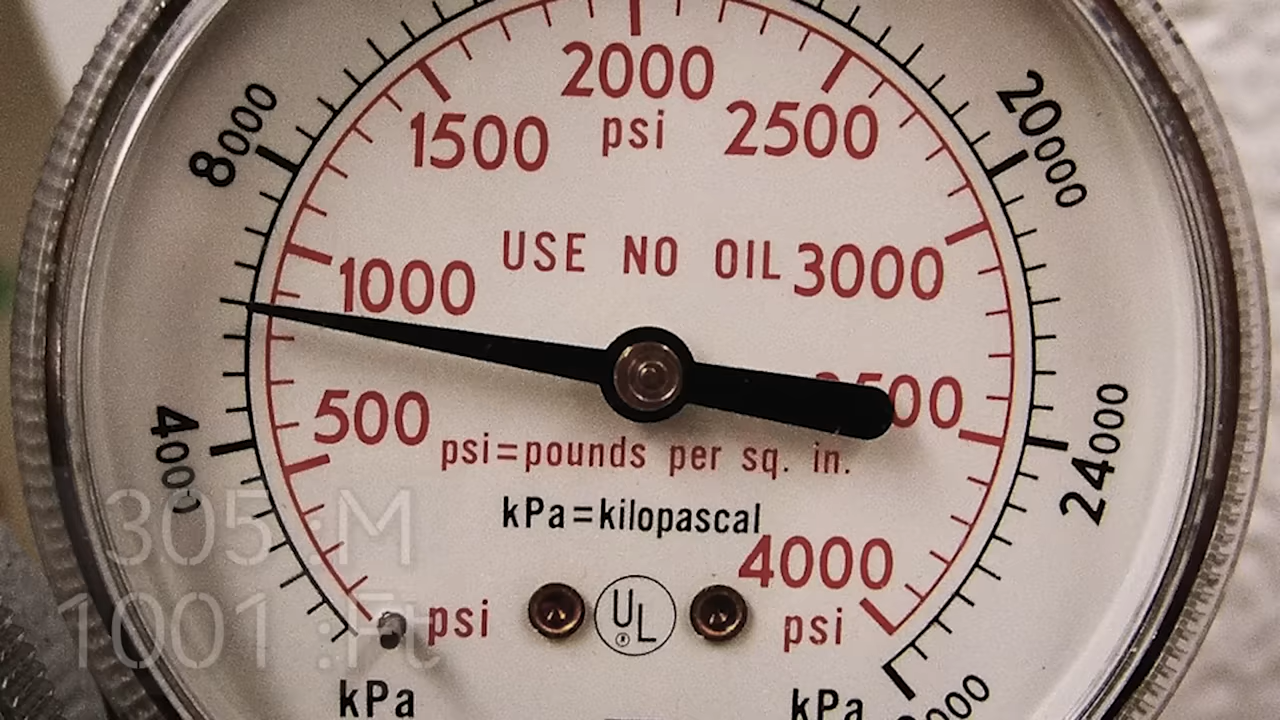 2000
psi
1500
2500
8000
20000
USE NO OIL
1000
3000
500
500
psi=pounds per sq. in.
4000
24000
kPa=kilopascal
305 :M
4000
1001 :Ft
psi
UL
®
psi
kPa
kPa
000